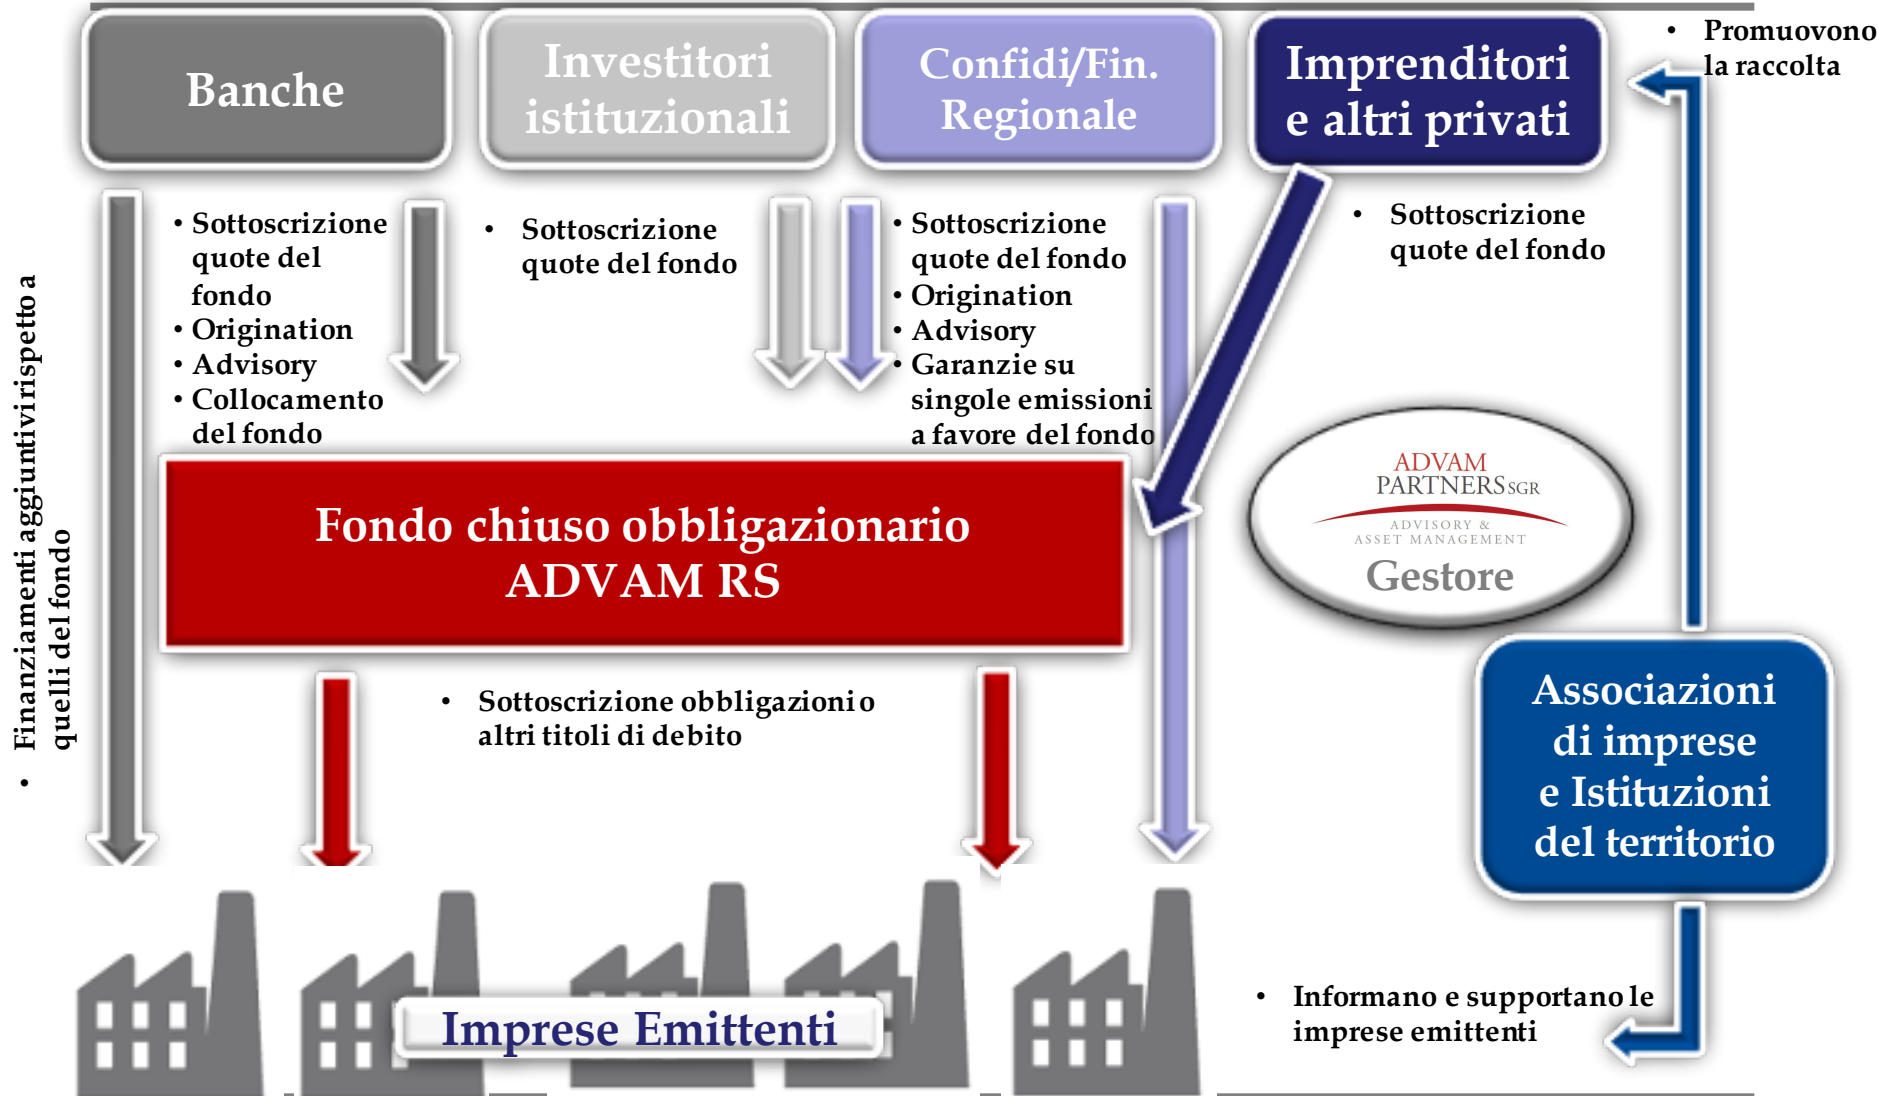 Banche
Investitori
istituzionali
Confidi/Fin.
Regionale
Imprenditori
e altri privati
• Promuovono
la raccolta
• Finanziamenti aggiuntivi rispetto a
quelli del fondo
• Sottoscrizione
quote del
fondo
• Origination
• Advisory
• Collocamento
del fondo
• Sottoscrizione
quote del fondo
• Sottoscrizione
quote del fondo
• Origination
• Advisory
• Garanzie su
singole emissioni
a favore del fondo
• Sottoscrizione
quote del fondo
Fondo chiuso obbligazionario
ADVAM RS
ADVAM
PARTNERS SGR
ADVISORY &
ASSET MANAGEMENT
Gestore
• Sottoscrizione obbligazioni o
altri titoli di debito
Associazioni
di imprese
e Istituzioni
del territorio
• Informano e supportano le
imprese emittenti
Imprese Emittenti